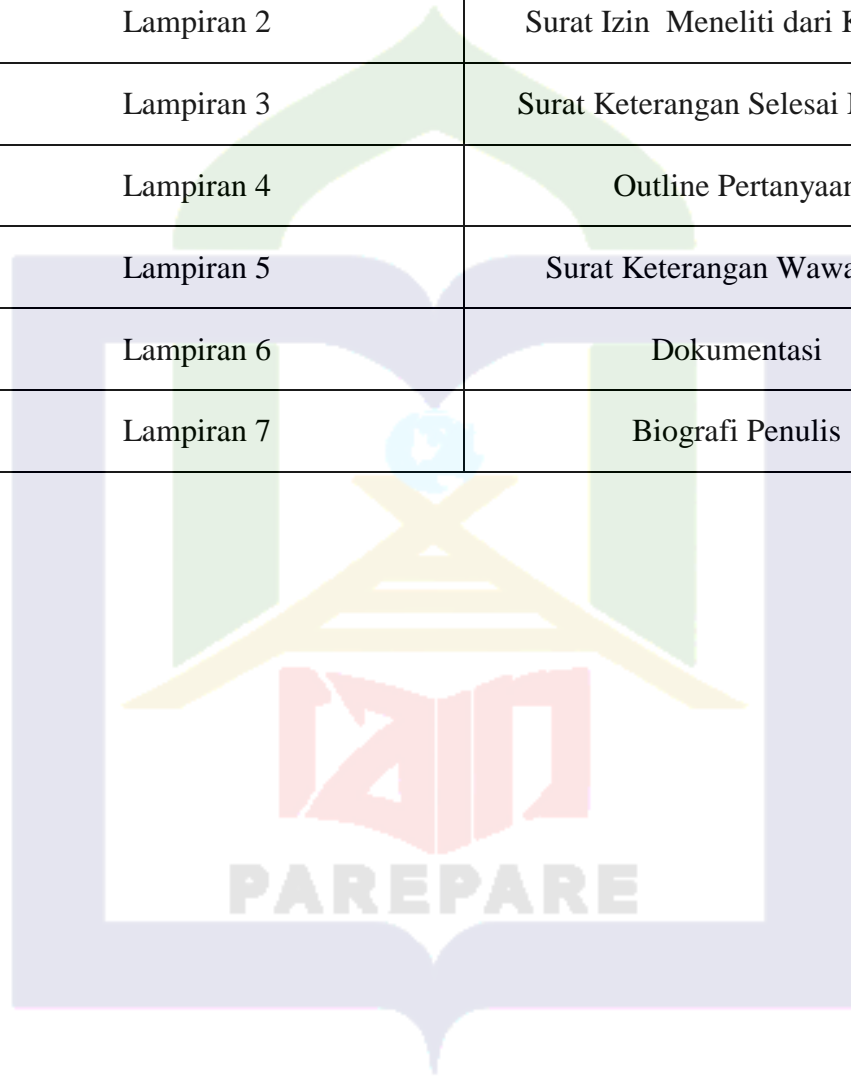 Lampiran 2 Surat Izin Meneliti dari
Lampiran 3 Surat Keterangan Selesai
Lampiran 4 Outline Pertanyaan
Lampiran 5 Surat Keterangan
Lampiran 6 Dokumentasi
Lampiran 7 Biografi Penulis
iain
PAREPARE